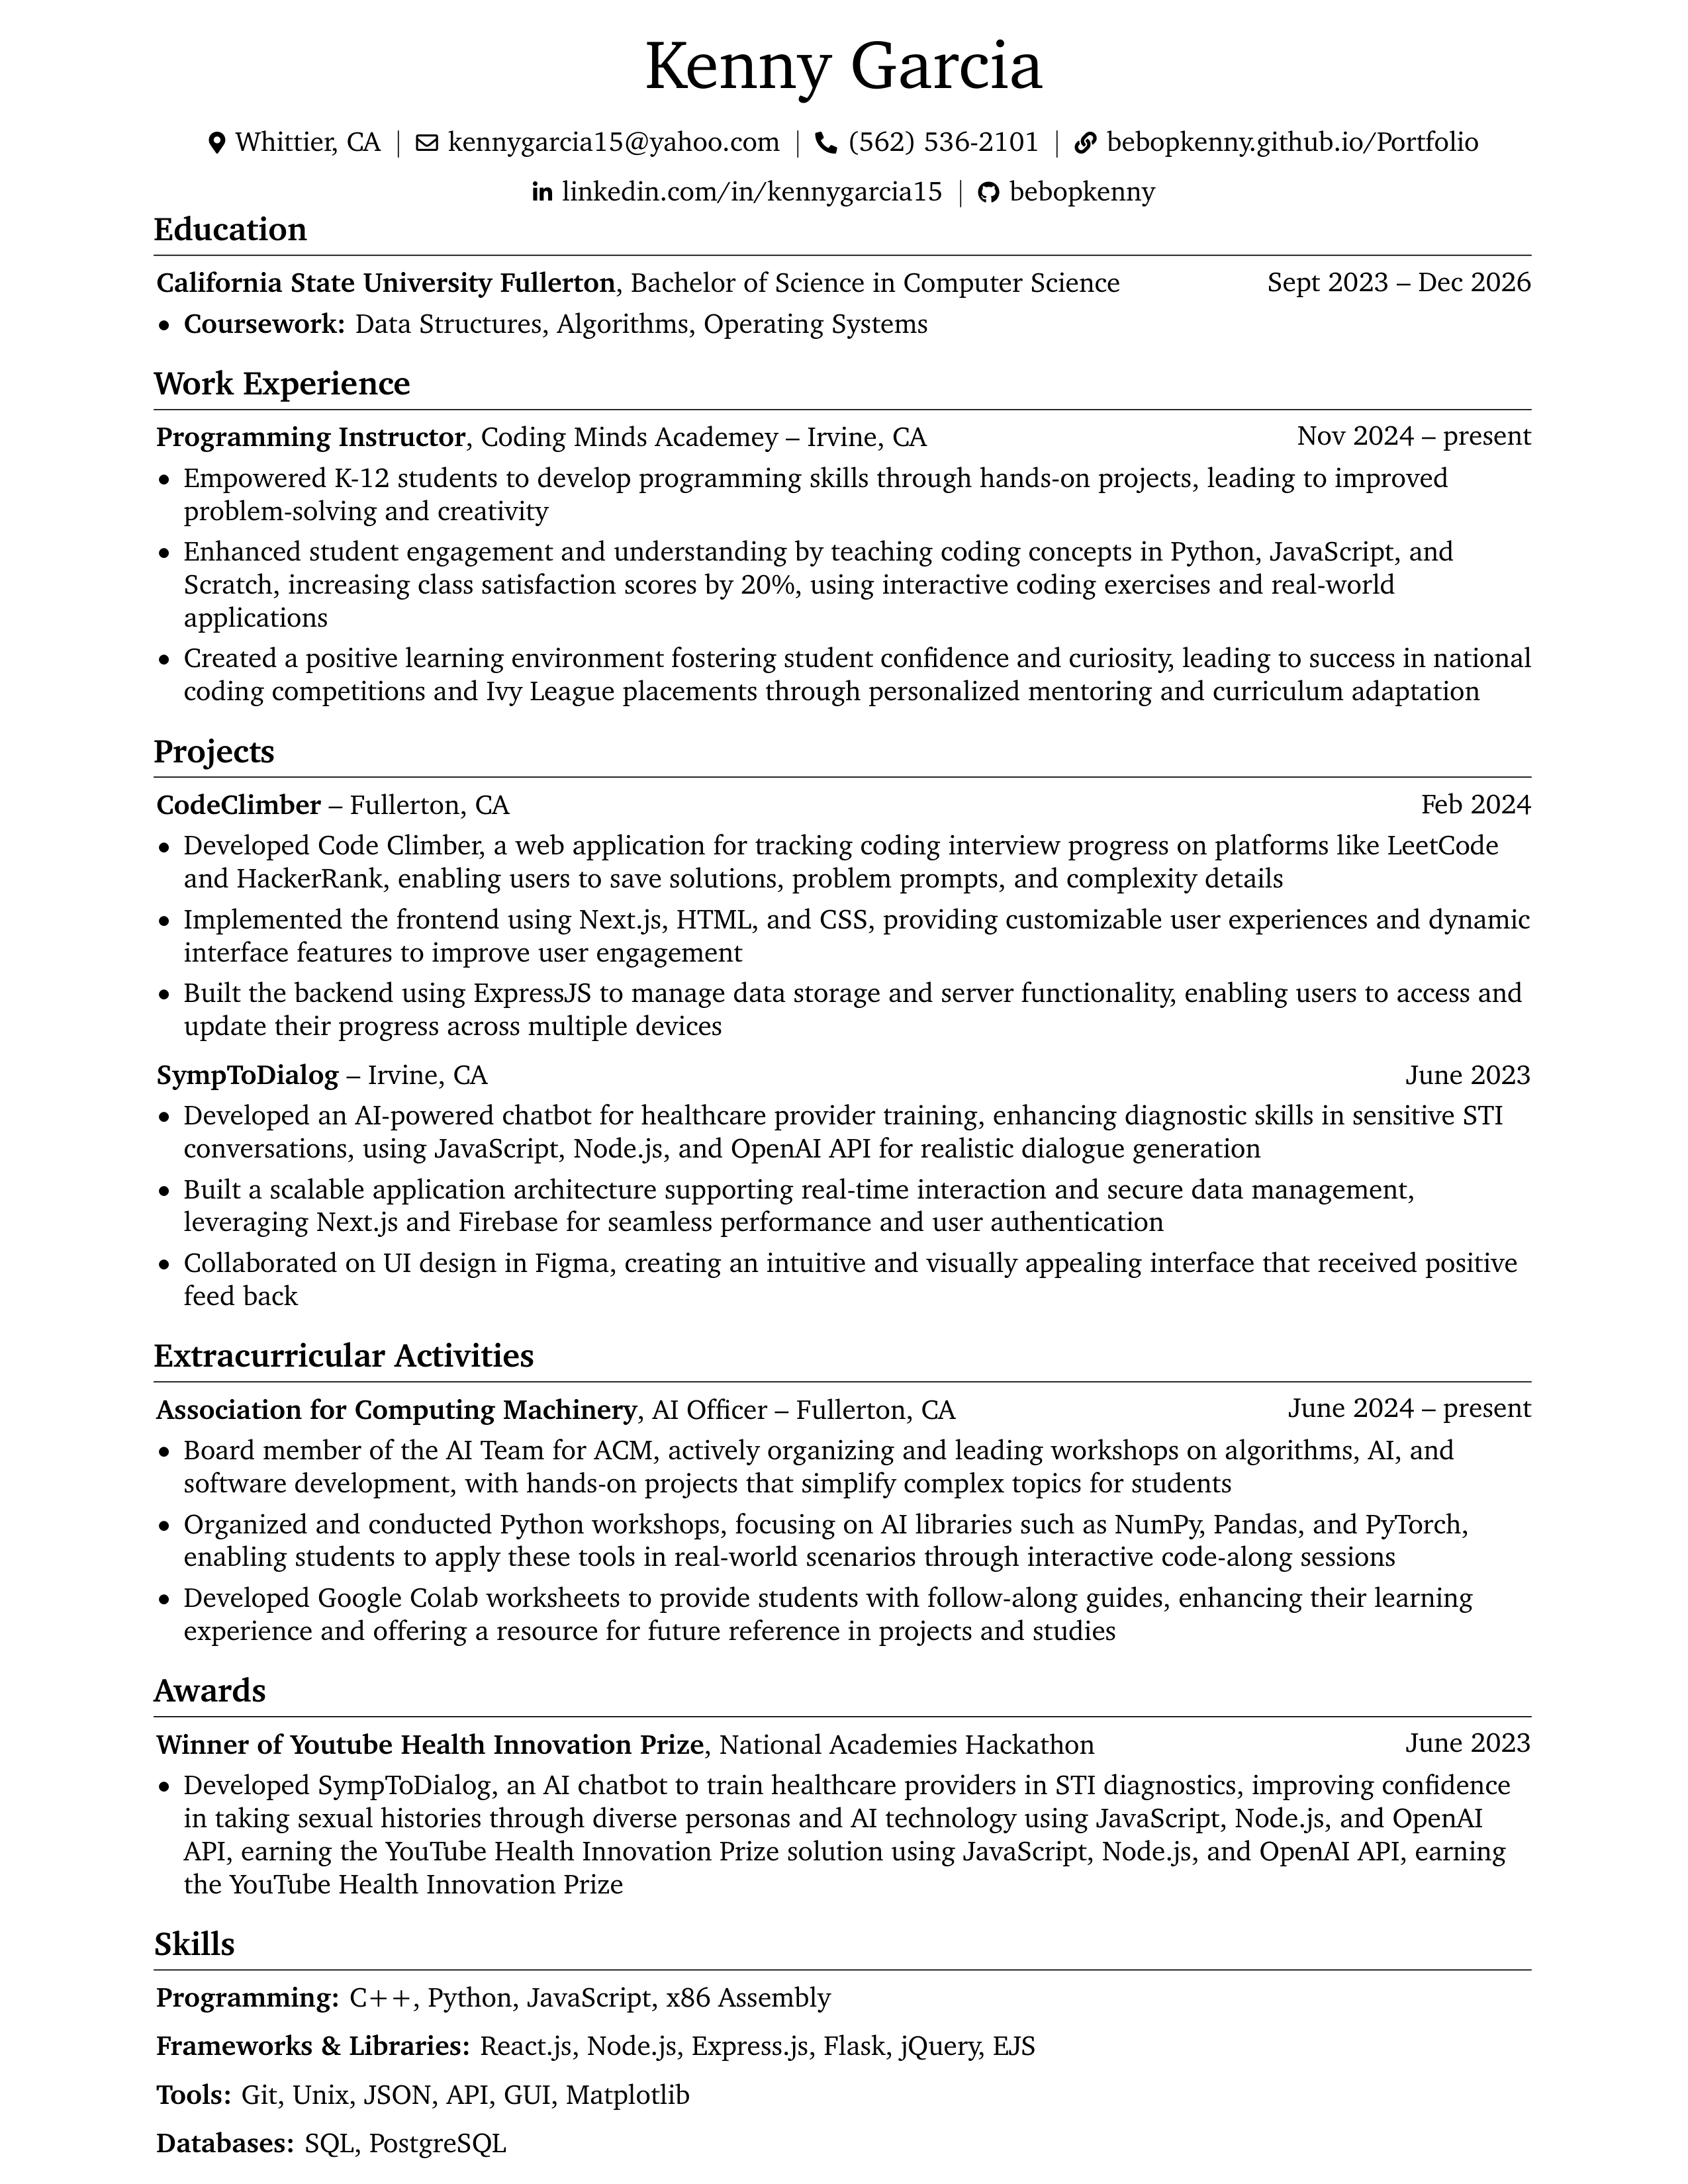 Kenny Garcia
Whittier, CA | kennygarcia15@yahoo.com | (562) 536-2101 | bebopkenny.github.io/Portfolio
linkedin.com/in/kennygarcia15 | bebopkenny
Education
California State University Fullerton, Bachelor of Science in Computer Science Sept 2023 – Dec 2026
• Coursework: Data Structures, Algorithms, Operating Systems
Work Experience
Programming Instructor, Coding Minds Academey – Irvine, CA Nov 2024 – present
• Empowered K-12 students to develop programming skills through hands-on projects, leading to improved
problem-solving and creativity
• Enhanced student engagement and understanding by teaching coding concepts in Python, JavaScript, and
Scratch, increasing class satisfaction scores by 20%, using interactive coding exercises and real-world
applications
• Created a positive learning environment fostering student confidence and curiosity, leading to success in national
coding competitions and Ivy League placements through personalized mentoring and curriculum adaptation
Projects
CodeClimber – Fullerton, CA Feb 2024
• Developed Code Climber, a web application for tracking coding interview progress on platforms like LeetCode
and HackerRank, enabling users to save solutions, problem prompts, and complexity details
• Implemented the frontend using Next.js, HTML, and CSS, providing customizable user experiences and dynamic
interface features to improve user engagement
• Built the backend using ExpressJS to manage data storage and server functionality, enabling users to access and
update their progress across multiple devices
SympToDialog – Irvine, CA June 2023
• Developed an AI-powered chatbot for healthcare provider training, enhancing diagnostic skills in sensitive STI
conversations, using JavaScript, Node.js, and OpenAI API for realistic dialogue generation
• Built a scalable application architecture supporting real-time interaction and secure data management,
leveraging Next.js and Firebase for seamless performance and user authentication
• Collaborated on UI design in Figma, creating an intuitive and visually appealing interface that received positive
feed back
Extracurricular Activities
Association for Computing Machinery, AI Officer – Fullerton, CA June 2024 – present
• Board member of the AI Team for ACM, actively organizing and leading workshops on algorithms, AI, and
software development, with hands-on projects that simplify complex topics for students
• Organized and conducted Python workshops, focusing on AI libraries such as NumPy, Pandas, and PyTorch,
enabling students to apply these tools in real-world scenarios through interactive code-along sessions
• Developed Google Colab worksheets to provide students with follow-along guides, enhancing their learning
experience and offering a resource for future reference in projects and studies
Awards
Winner of Youtube Health Innovation Prize, National Academies Hackathon June 2023
• Developed SympToDialog, an AI chatbot to train healthcare providers in STI diagnostics, improving confidence
in taking sexual histories through diverse personas and AI technology using JavaScript, Node.js, and OpenAI
API, earning the YouTube Health Innovation Prize solution using JavaScript, Node.js, and OpenAI API, earning
the YouTube Health Innovation Prize
Skills
Programming: C++, Python, JavaScript, x86 Assembly
Frameworks & Libraries: React.js, Node.js, Express.js, Flask, jQuery, EJS
Tools: Git, Unix, JSON, API, GUI, Matplotlib
Databases: SQL, PostgreSQL